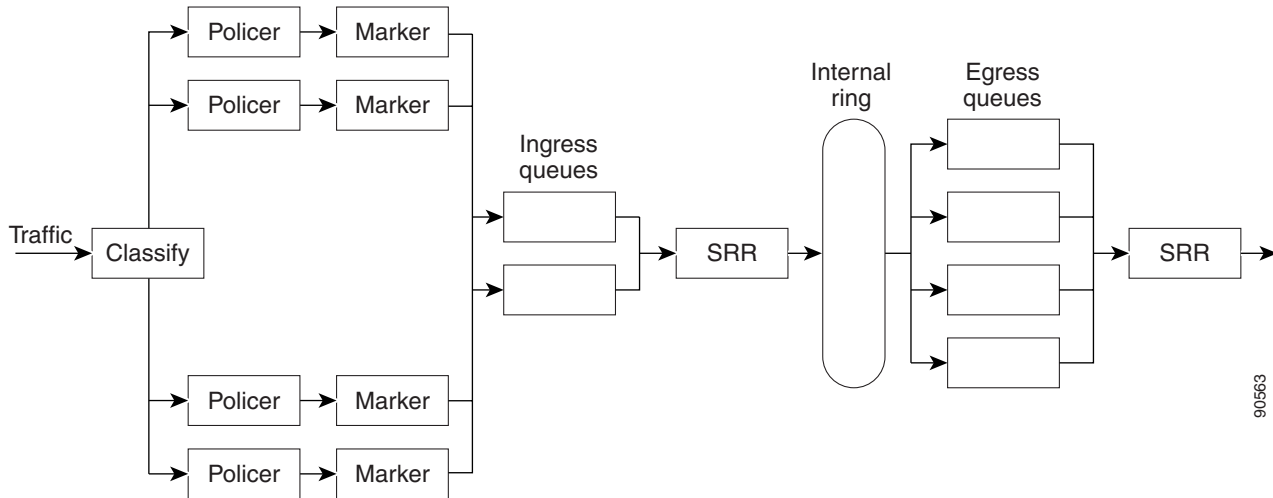 Policer
Marker
Policer
Marker
Internal
ring
Egress
queues
Ingress
queues
Traffic
Classify
SRR
SRR
Policer
Marker
Policer
Marker
90563